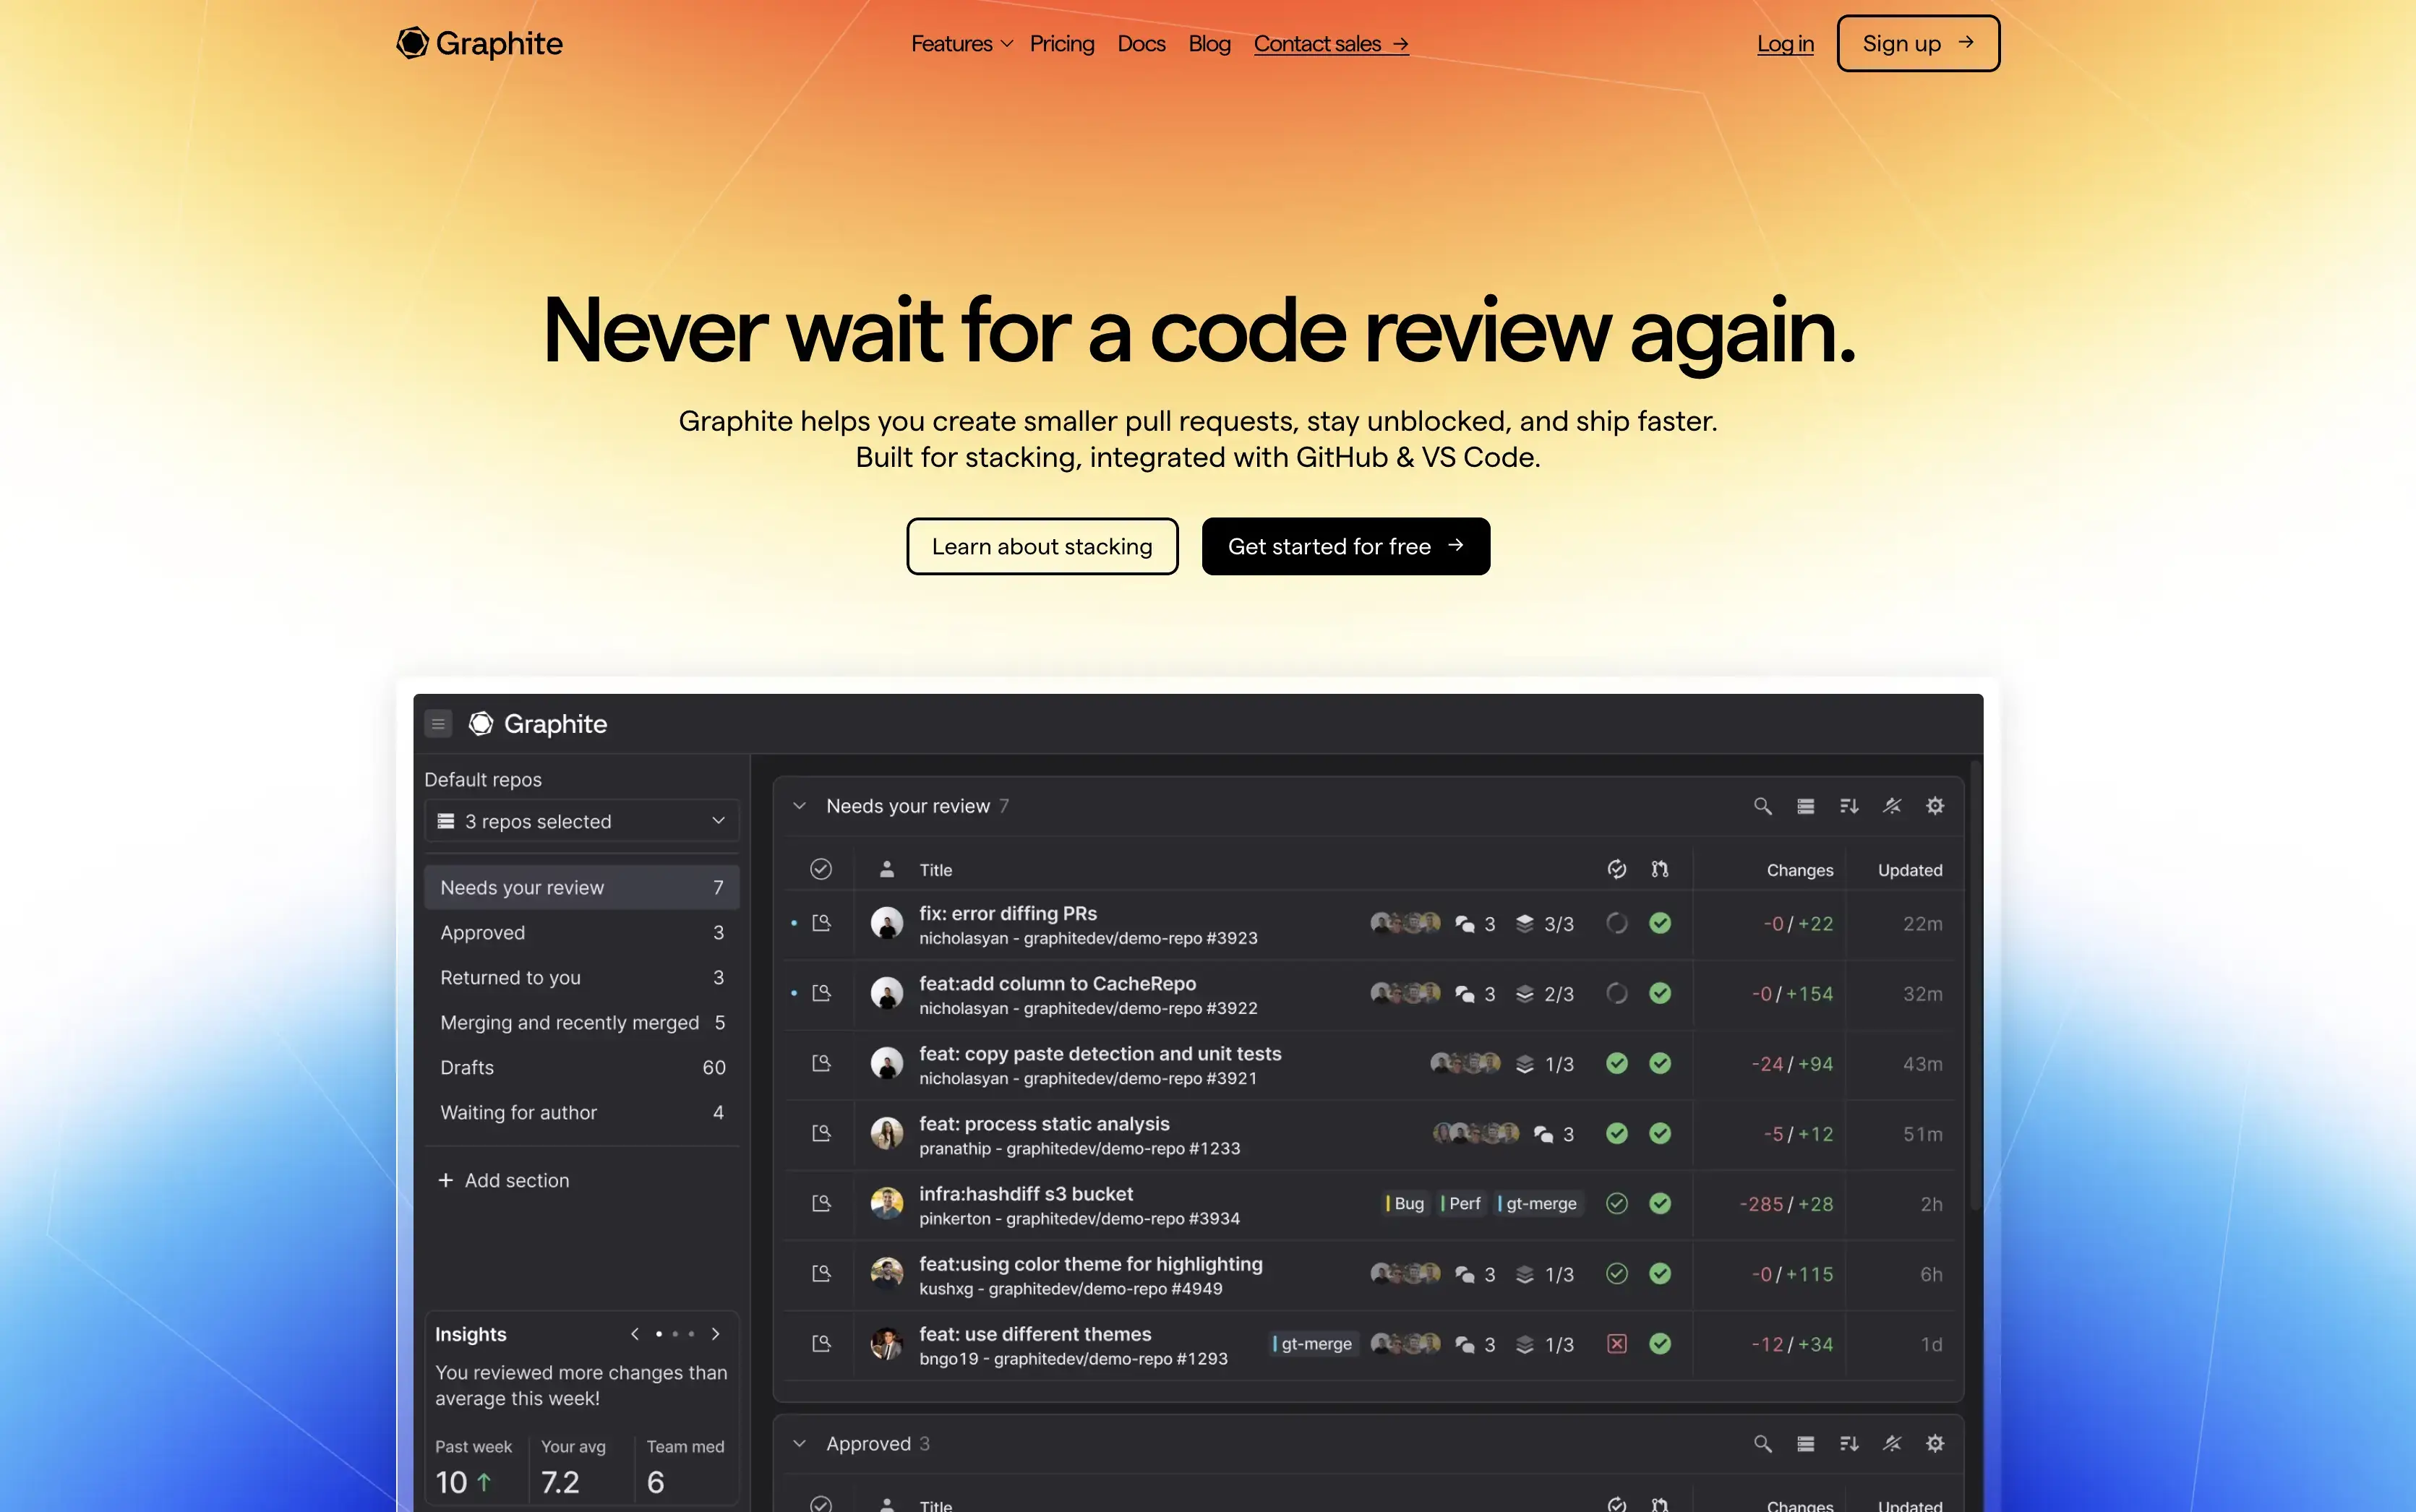 Graphite
Features Pricing Docs Blog Contact sales →
Log in Sign up →
Never wait for a code review again.
Graphite helps you create smaller pull requests, stay unblocked, and ship faster.
Built for stacking, integrated with GitHub & VS Code.
Learn about stacking Get started for free →
Graphite
Default repos
3 repos selected
Needs your review 7
Approved 3
Returned to you 3
Merging and recently merged 5
Drafts 60
Waiting for author 4
+ Add section
Insights
You reviewed more changes than
average this week!
Past week Your avg Team med
10 ↑ 7.2 6
Needs your review 7
Title Changes Updated
fix: error diffing PRs
nicholasyan - graphitedev/demo-repo #3923
3 3/3 -0 / +22 22m
feat:add column to CacheRepo
nicholasyan - graphitedev/demo-repo #3922
3 2/3 -0 / +154 32m
feat: copy paste detection and unit tests
nicholasyan - graphitedev/demo-repo #3921
1/3 -24 / +94 43m
feat: process static analysis
pranathip - graphitedev/demo-repo #1233
3 -5 / +12 51m
infra:hashdiff s3 bucket
pinkerton - graphitedev/demo-repo #3934
Bug Perf gt-merge -285 / +28 2h
feat:using color theme for highlighting
kushxg - graphitedev/demo-repo #4949
3 1/3 -0 / +115 6h
feat: use different themes
bngo19 - graphitedev/demo-repo #1293
gt-merge 3 1/3 -12 / +34 1d
Approved 3
Title Changes Updated